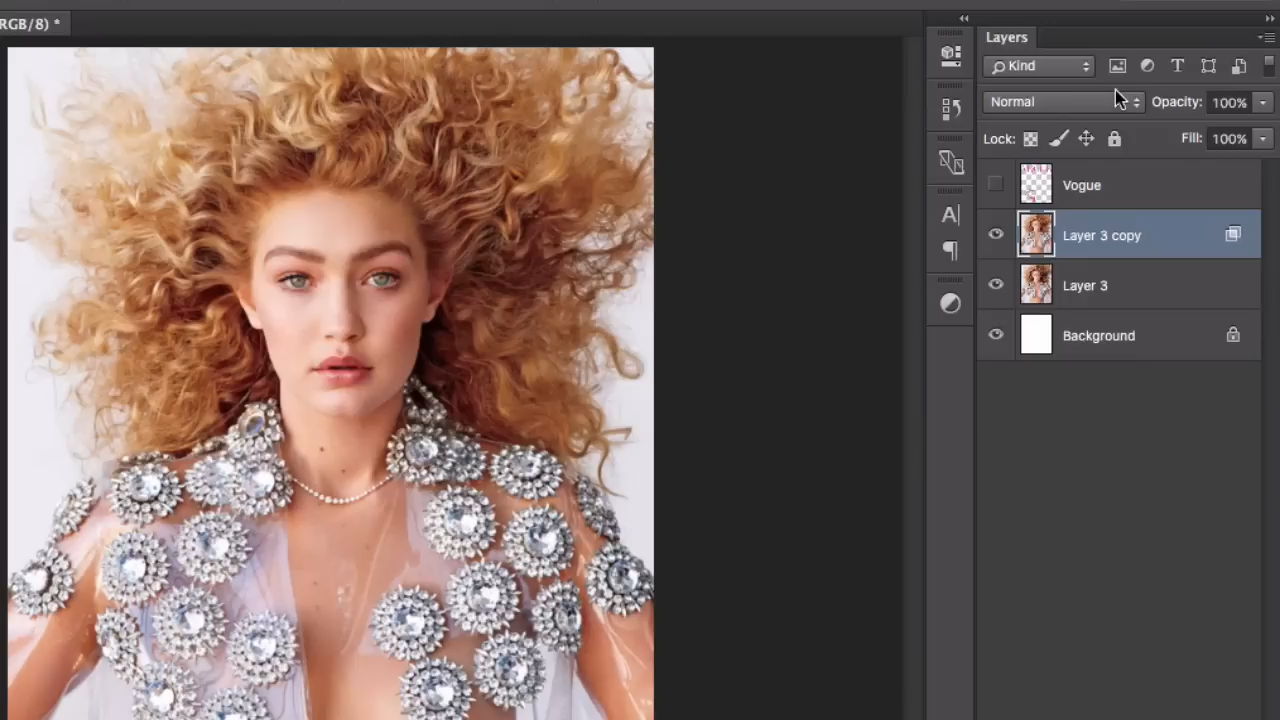 RGB/8) *
Layers
Kind
Normal
Opacity: 100%
Lock:
Fill: 100%
Vogue
Layer 3 copy
Layer 3
Background